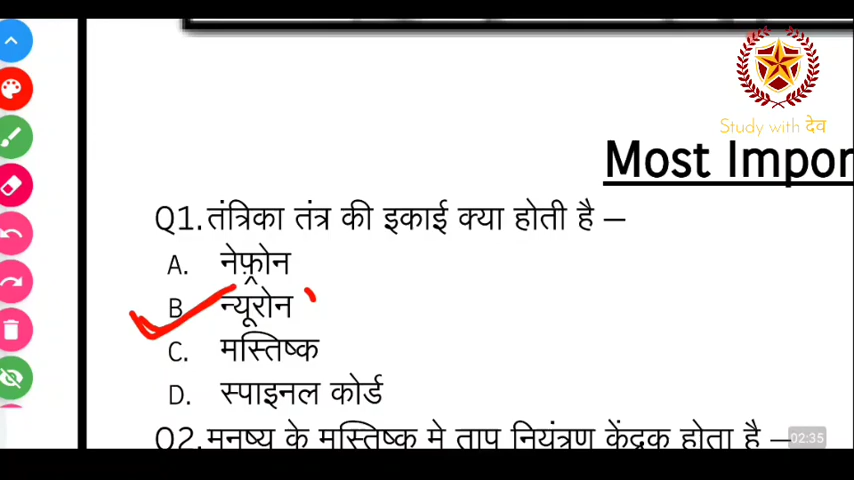 Study with देव
Most Impor
Q1. तंत्रिका तंत्र की इकाई क्या होती है –
A. नेफ़्रोन
B न्यूरोन
C. मस्तिष्क
D. स्पाइनल कोर्ड
Q2. मनुष्य के मस्तिष्क मे ताप नियंत्रण केंद्रक होता है –
02:35